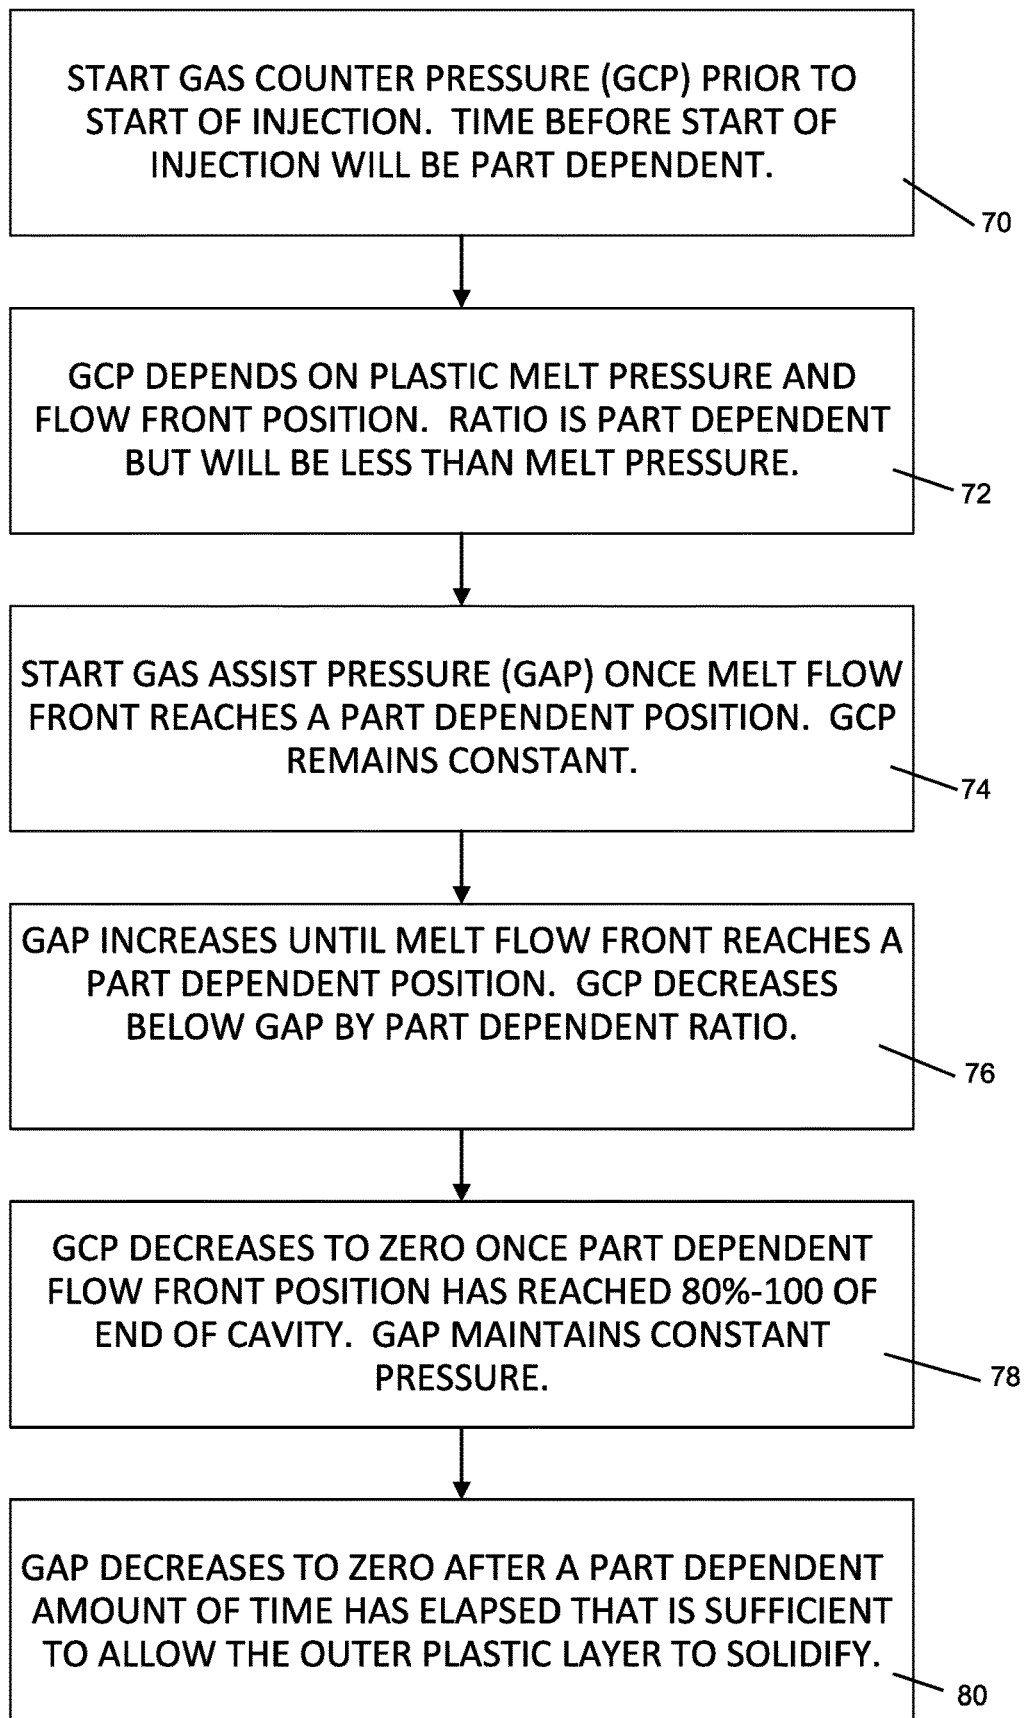 START GAS COUNTER PRESSURE (GCP) PRIOR TO
START OF INJECTION. TIME BEFORE START OF
INJECTION WILL BE PART DEPENDENT.
70
GCP DEPENDS ON PLASTIC MELT PRESSURE AND
FLOW FRONT POSITION. RATIO IS PART DEPENDENT
BUT WILL BE LESS THAN MELT PRESSURE.
72
START GAS ASSIST PRESSURE (GAP) ONCE MELT FLOW
FRONT REACHES A PART DEPENDENT POSITION. GCP
REMAINS CONSTANT.
74
GAP INCREASES UNTIL MELT FLOW FRONT REACHES A
PART DEPENDENT POSITION. GCP DECREASES
BELOW GAP BY PART DEPENDENT RATIO.
76
GCP DECREASES TO ZERO ONCE PART DEPENDENT
FLOW FRONT POSITION HAS REACHED 80%-100 OF
END OF CAVITY. GAP MAINTAINS CONSTANT
PRESSURE.
78
GAP DECREASES TO ZERO AFTER A PART DEPENDENT
AMOUNT OF TIME HAS ELAPSED THAT IS SUFFICIENT
TO ALLOW THE OUTER PLASTIC LAYER TO SOLIDIFY.
80